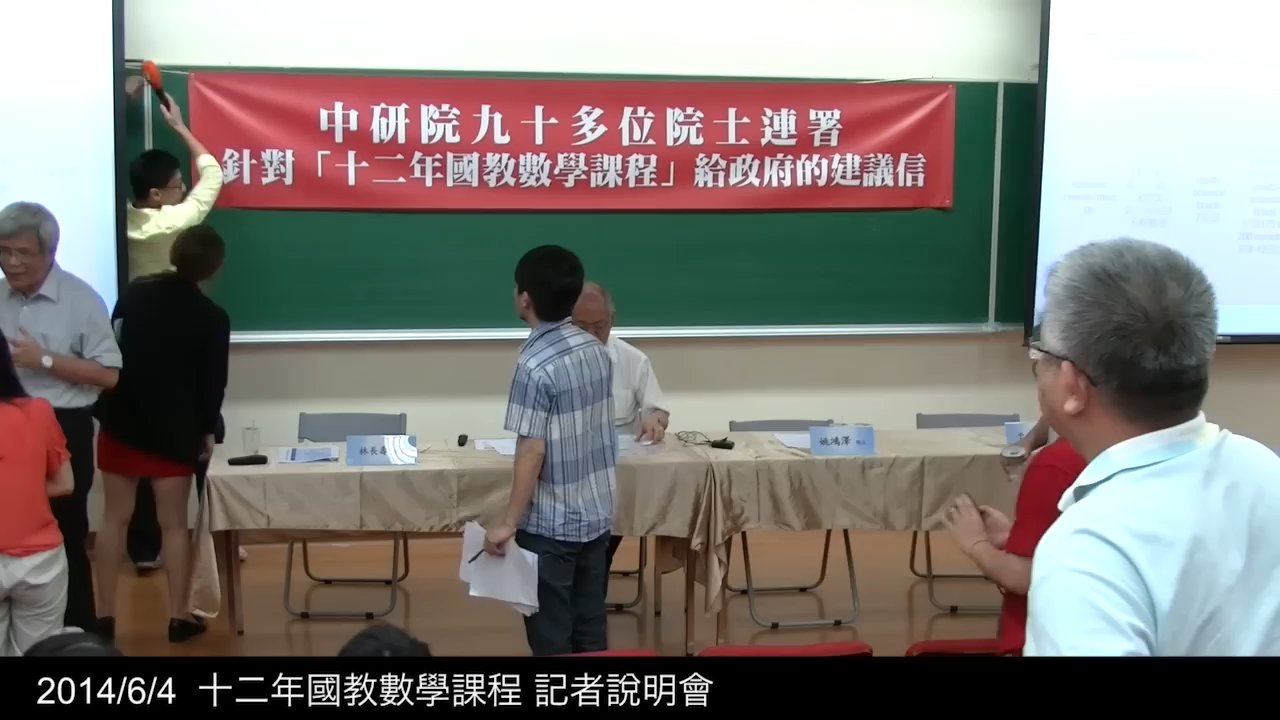 中研院九十多位院士連署
針對「十二年國教數學課程」給政府的建議信
林長壽
姚鴻澤
2014/6/4 十二年國教數學課程 記者說明會